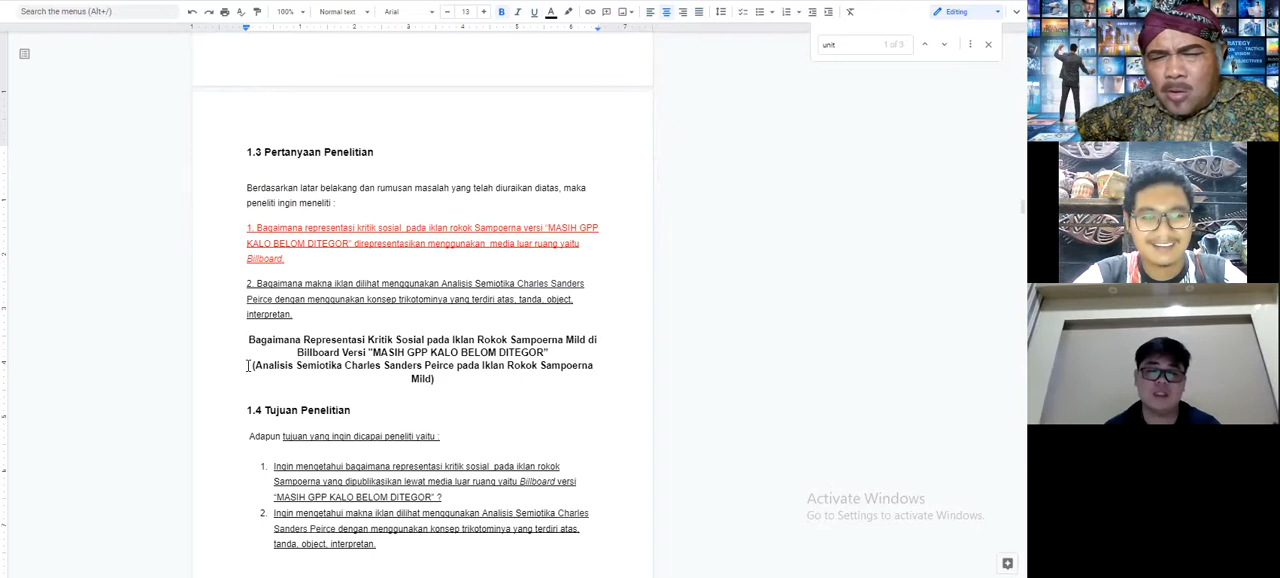 Search the menus (Alt+/)
100%
Normal text
Arial
13
B I U A
Editing
unit
1 of 3
1.3 Pertanyaan Penelitian
Berdasarkan latar belakang dan rumusan masalah yang telah diuraikan diatas, maka
peneliti ingin meneliti :
1. Bagaimana representasi kritik sosial pada iklan rokok Sampoerna versi “MASIH GPP
KALO BELOM DITEGOR” direpresentasikan menggunakan media luar ruang yaitu
Billboard.
2. Bagaimana makna iklan dilihat menggunakan Analisis Semiotika Charles Sanders
Peirce dengan menggunakan konsep trikotominya yang terdiri atas, tanda, object,
interpretan.
Bagaimana Representasi Kritik Sosial pada Iklan Rokok Sampoerna Mild di
Billboard Versi "MASIH GPP KALO BELOM DITEGOR"
(Analisis Semiotika Charles Sanders Peirce pada Iklan Rokok Sampoerna
Mild)
1.4 Tujuan Penelitian
Adapun tujuan yang ingin dicapai peneliti yaitu :
1. Ingin mengetahui bagaimana representasi kritik sosial pada iklan rokok
Sampoerna yang dipublikasikan lewat media luar ruang yaitu Billboard versi
“MASIH GPP KALO BELOM DITEGOR” ?
2. Ingin mengetahui makna iklan dilihat menggunakan Analisis Semiotika Charles
Sanders Peirce dengan menggunakan konsep trikotominya yang terdiri atas,
tanda, object, interpretan.
Activate Windows
Go to Settings to activate Windows.
STRATEGY
VISION
TACTICS
OBJECTIVES